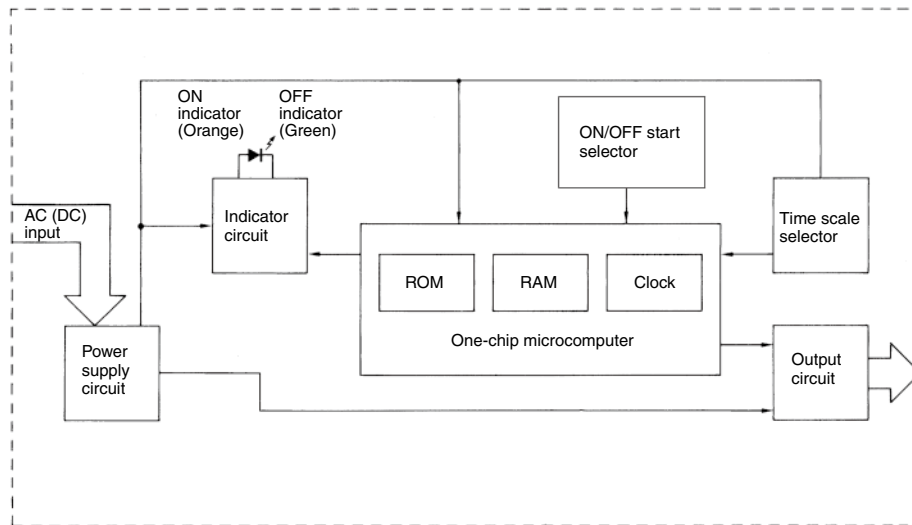 ON
indicator
(Orange)
OFF
indicator
(Green)
ON/OFF start
selector
AC (DC)
input
Indicator
circuit
Time scale
selector
ROM
RAM
Clock
One-chip microcomputer
Power
supply
circuit
Output
circuit